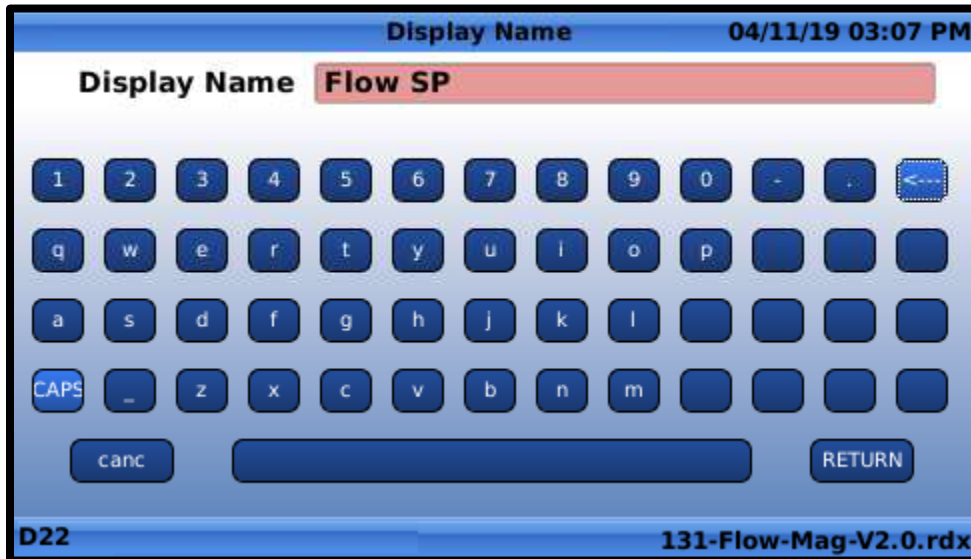 Display Name 04/11/19 03:07 PM
Display Name Flow SP
1 2 3 4 5 6 7 8 9 0 - . <---
q w e r t y u i o p
a s d f g h j k l
CAPS _ z x c v b n m
canc RETURN
D22 131-Flow-Mag-V2.0.rdx